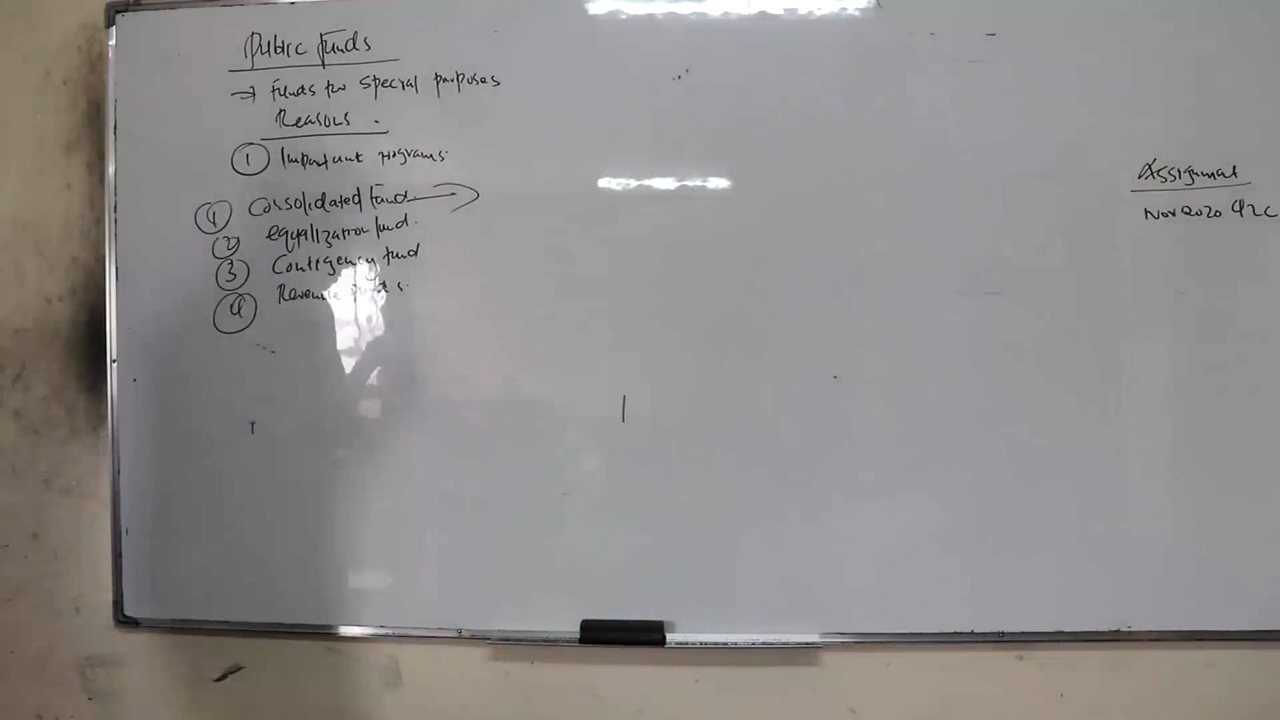 Public funds
→ Funds for special purposes
Reasons.
① Important programs.
① Consolidated Fund →
② equalization fund.
③ Contigency fund
④ Revenue funds.
Assignment
Nov 2020 Q2C